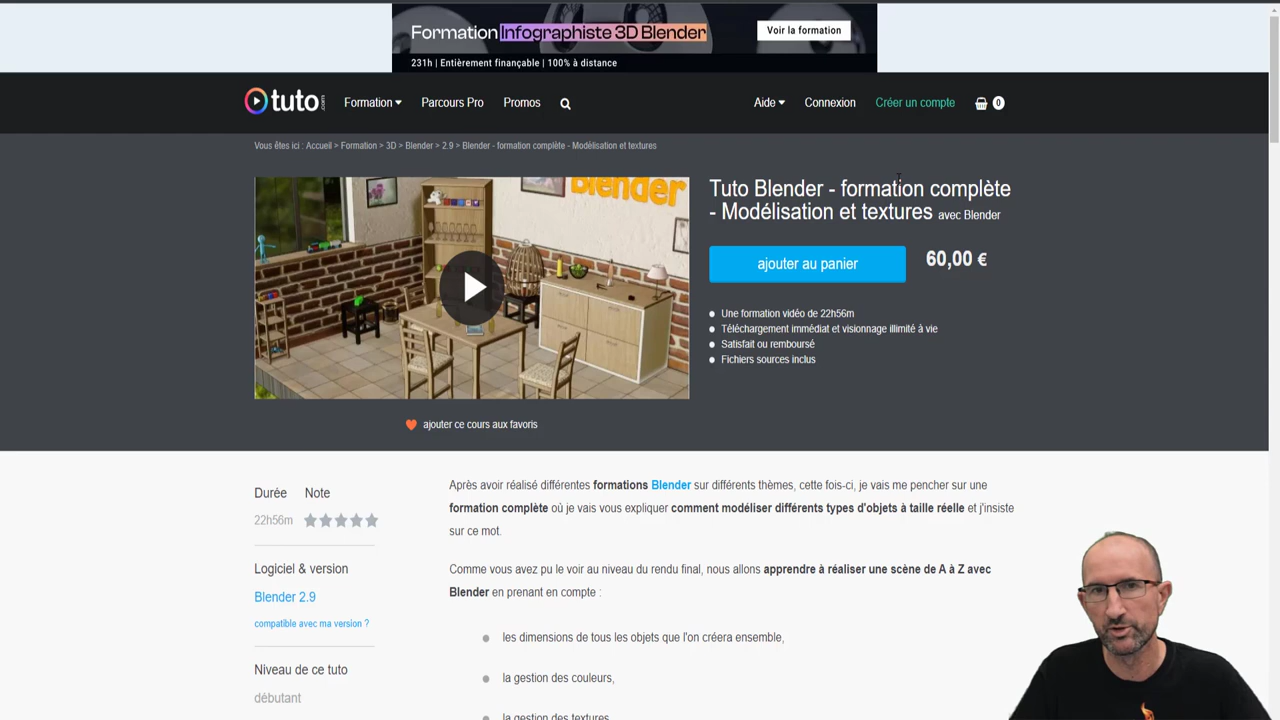 Formation Infographiste 3D Blender
Voir la formation
231h | Entièrement finançable | 100% à distance
tuto.com
Formation
Parcours Pro
Promos
Aide
Connexion
Créer un compte
0
Vous êtes ici : Accueil > Formation > 3D > Blender > 2.9 > Blender - formation complète - Modélisation et textures
blender
Tuto Blender - formation complète
- Modélisation et textures avec Blender
ajouter au panier
60,00 €
Une formation vidéo de 22h56m
Téléchargement immédiat et visionnage illimité à vie
Satisfait ou remboursé
Fichiers sources inclus
ajouter ce cours aux favoris
Durée Note
22h56m
Logiciel & version
Blender 2.9
compatible avec ma version ?
Niveau de ce tuto
débutant
Après avoir réalisé différentes formations Blender sur différents thèmes, cette fois-ci, je vais me pencher sur une
formation complète où je vais vous expliquer comment modéliser différents types d'objets à taille réelle et j'insiste
sur ce mot.
Comme vous avez pu le voir au niveau du rendu final, nous allons apprendre à réaliser une scène de A à Z avec
Blender en prenant en compte :
les dimensions de tous les objets que l'on créera ensemble,
la gestion des couleurs,
la gestion des textures